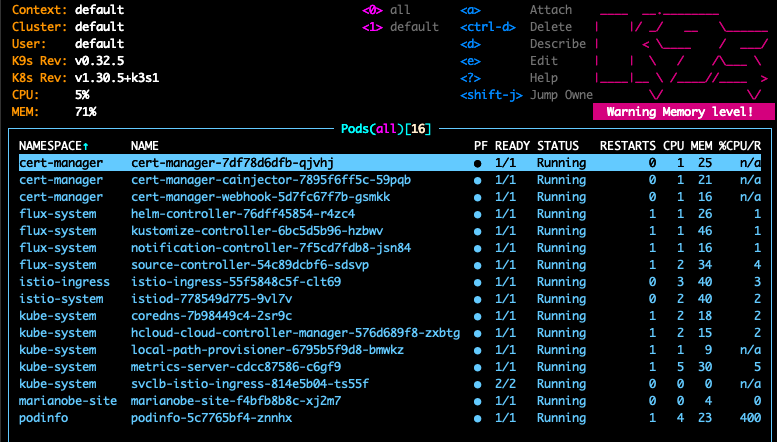 Context: default <0> all <a> Attach
Cluster: default <1> default <ctrl-d> Delete
User: default <d> Describe
K9s Rev: v0.32.5 <e> Edit
K8s Rev: v1.30.5+k3s1 <?> Help
CPU: 5% <shift-j> Jump Owne
MEM: 71% Warning Memory level!
Pods(all)[16]
NAMESPACE↑ NAME PF READY STATUS RESTARTS CPU MEM %CPU/R
cert-manager cert-manager-7df78d6dfb-qjvhj ● 1/1 Running 0 1 25 n/a
cert-manager cert-manager-cainjector-7895f6ff5c-59pqb ● 1/1 Running 0 1 21 n/a
cert-manager cert-manager-webhook-5d7fc67f7b-gsmkk ● 1/1 Running 0 1 16 n/a
flux-system helm-controller-76dff45854-r4zc4 ● 1/1 Running 1 1 26 1
flux-system kustomize-controller-6bc5d5b96-hzbwv ● 1/1 Running 1 1 46 1
flux-system notification-controller-7f5cd7fdb8-jsn84 ● 1/1 Running 1 1 16 1
flux-system source-controller-54c89dcbf6-sdsvp ● 1/1 Running 1 2 34 4
istio-ingress istio-ingress-55f5848c5f-clt69 ● 1/1 Running 0 3 40 3
istio-system istiod-778549d775-9vl7v ● 1/1 Running 0 2 40 2
kube-system coredns-7b98449c4-2sr9c ● 1/1 Running 1 2 18 2
kube-system hcloud-cloud-controller-manager-576d689f8-zxbtg ● 1/1 Running 1 2 15 2
kube-system local-path-provisioner-6795b5f9d8-bmwkz ● 1/1 Running 1 1 9 n/a
kube-system metrics-server-cdcc87586-c6gf9 ● 1/1 Running 1 5 30 5
kube-system svclb-istio-ingress-814e5b04-ts55f ● 2/2 Running 0 0 0 n/a
marianobe-site marianobe-site-f4bfb8b8c-xj2m7 ● 1/1 Running 0 0 4 0
podinfo podinfo-5c7765bf4-znnhx ● 1/1 Running 1 4 23 400